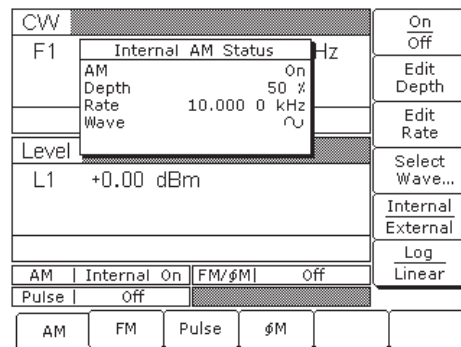 CW
F1 Hz
Internal AM Status
AM On
Depth 50 %
Rate 10.000 0 kHz
Wave
Level
L1 +0.00 dBm
AM | Internal On FM/ϕM| Off
Pulse | Off
AM FM Pulse ϕM
On
Off
Edit
Depth
Edit
Rate
Select
Wave...
Internal
External
Log
Linear